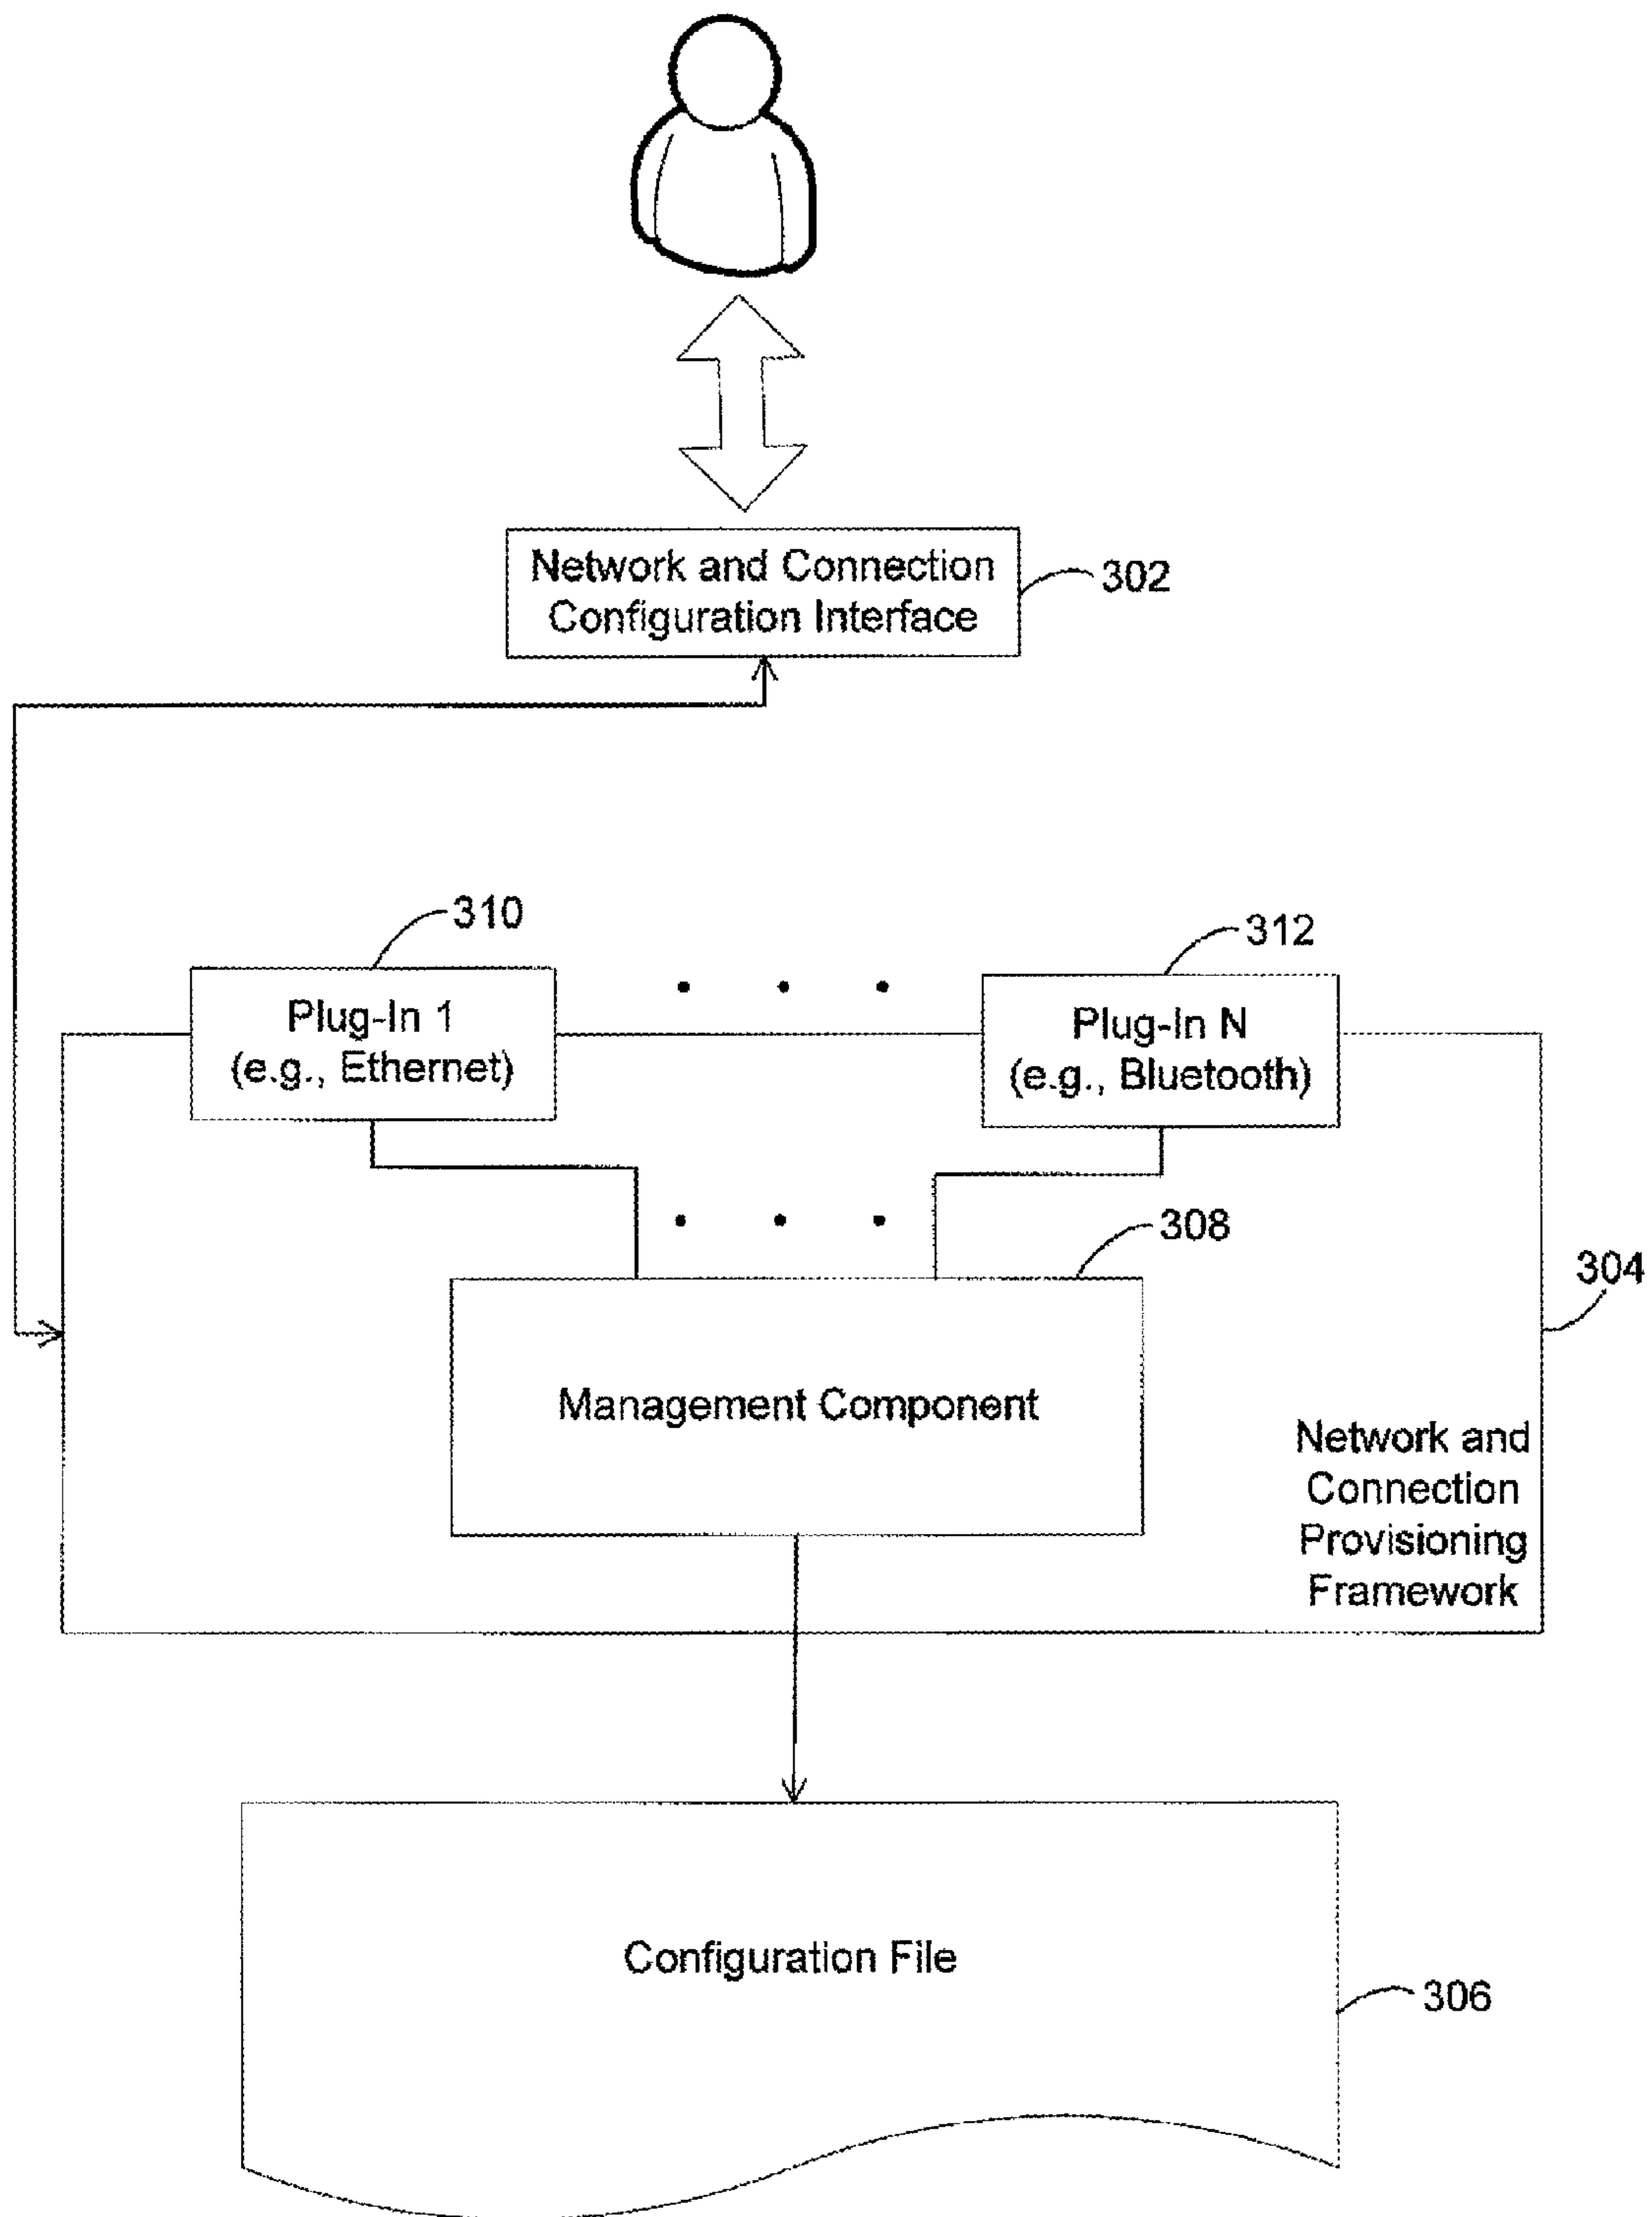 Network and Connection
Configuration Interface
302
310
312
Plug-In 1
(e.g., Ethernet)
Plug-In N
(e.g., Bluetooth)
308
304
Management Component
Network and
Connection
Provisioning
Framework
Configuration File
306